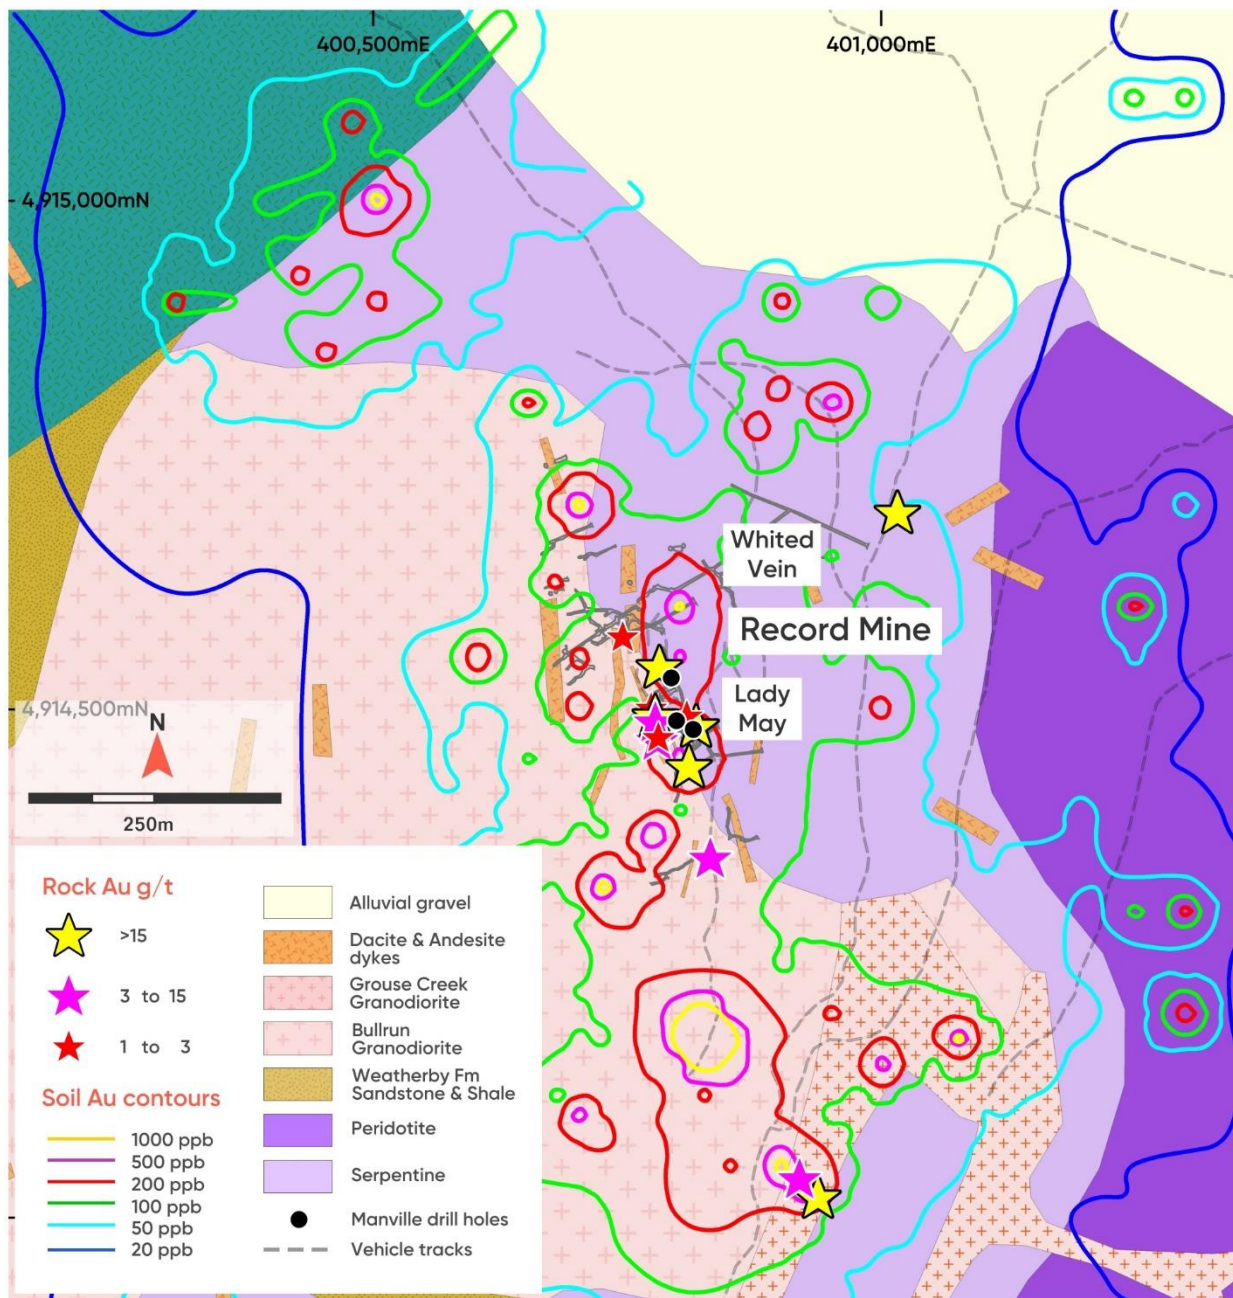 400,500mE
401,000mE
4,915,000mN
Whited
Vein
Record Mine
Lady
May
4,914,500mN
N
250m
Rock Au g/t
>15
3 to 15
1 to 3
Soil Au contours
1000 ppb
500 ppb
200 ppb
100 ppb
50 ppb
20 ppb
Alluvial gravel
Dacite & Andesite
dykes
Grouse Creek
Granodiorite
Bullrun
Granodiorite
Weatherby Fm
Sandstone & Shale
Peridotite
Serpentine
Manville drill holes
Vehicle tracks